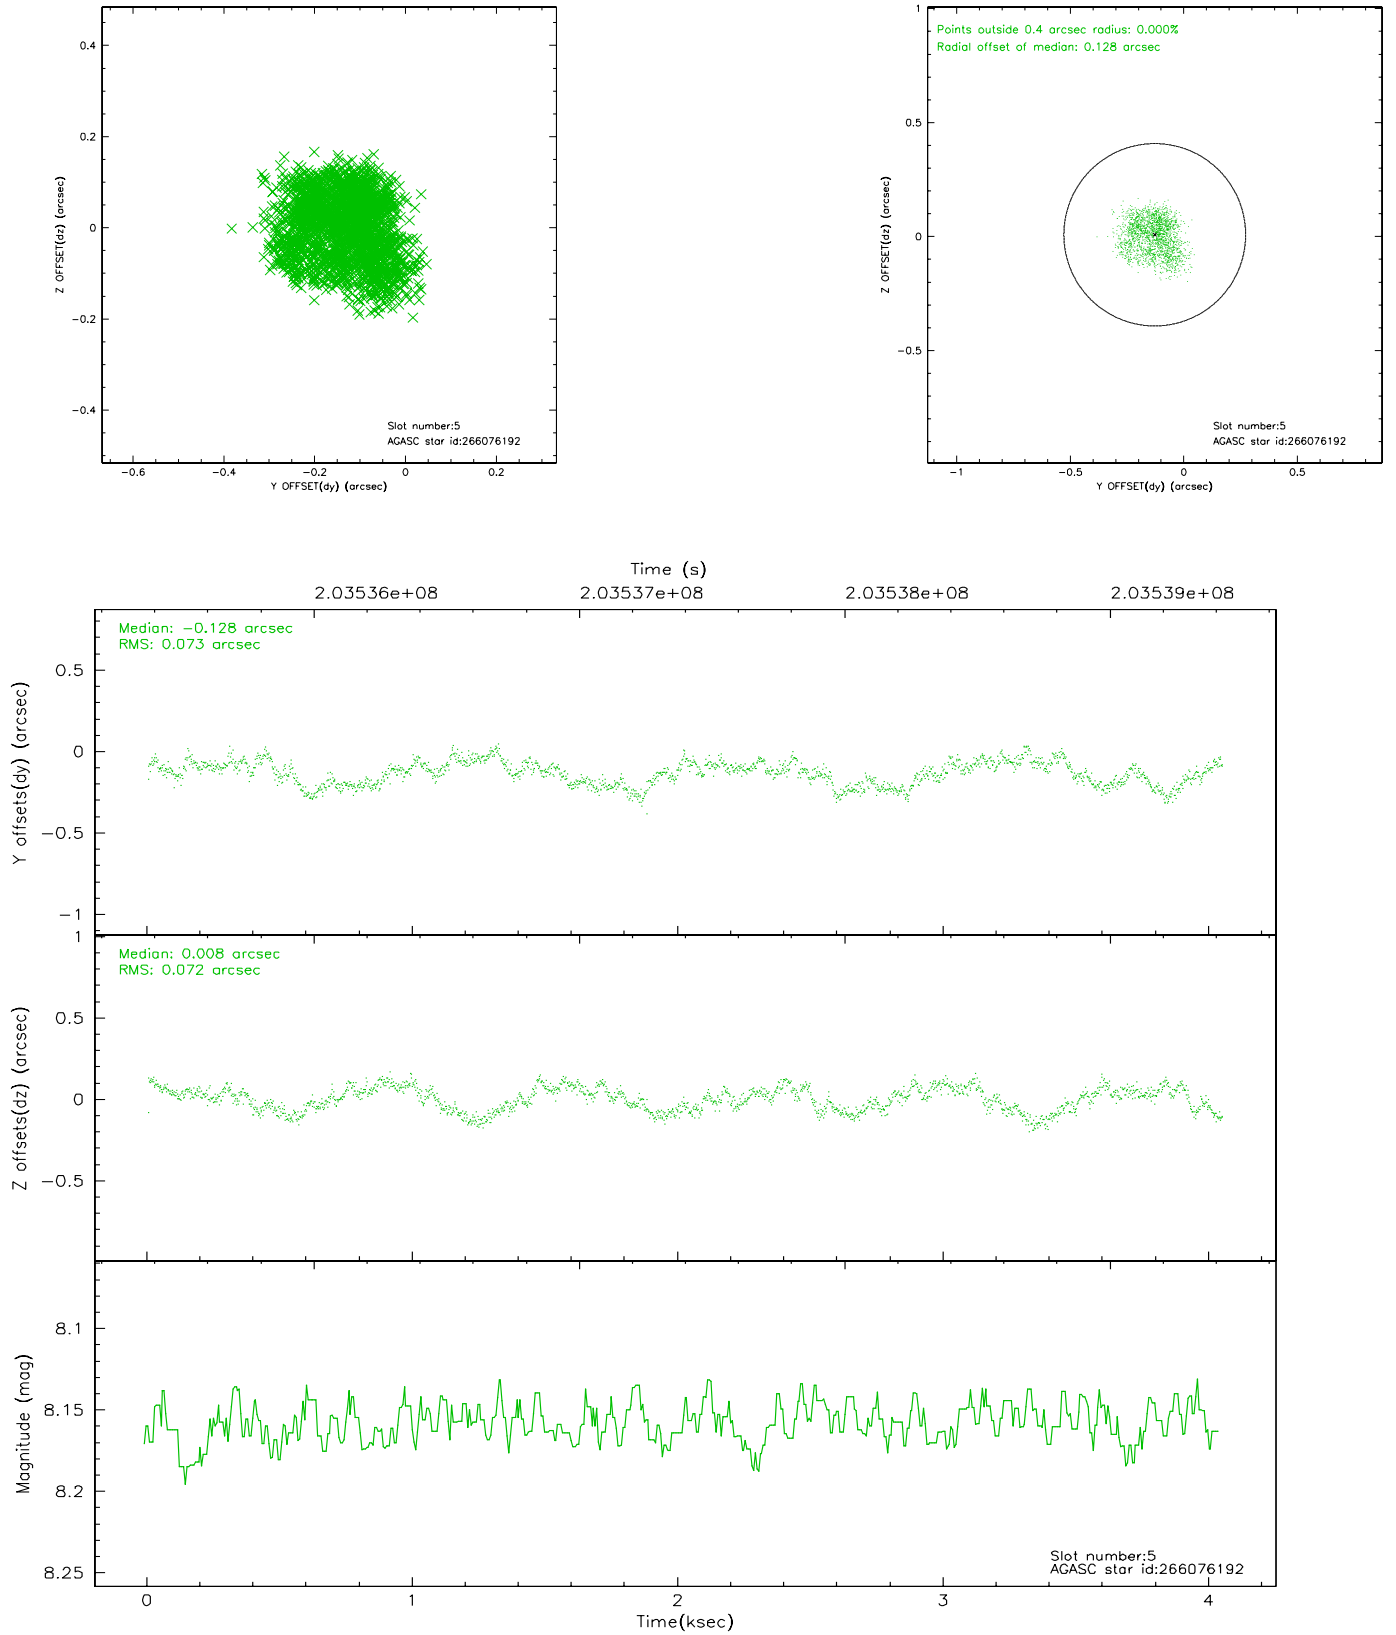 0.4
0.2
0
-0.2
-0.4
Z OFFSET(dz) (arcsec)
-0.6 -0.4 -0.2 0 0.2
Y OFFSET(dy) (arcsec)
Slot number:5
AGASC star id:266076192
Points outside 0.4 arcsec radius: 0.000%
Radial offset of median: 0.128 arcsec
1
0.5
0
-0.5
Z OFFSET(dz) (arcsec)
-1 -0.5 0 0.5
Y OFFSET(dy) (arcsec)
Slot number:5
AGASC star id:266076192
Time (s)
2.03536e+08 2.03537e+08 2.03538e+08 2.03539e+08
Median: -0.128 arcsec
RMS: 0.073 arcsec
0.5
0
-0.5
-1
Y offsets(dy) (arcsec)
Median: 0.008 arcsec
RMS: 0.072 arcsec
1
0.5
0
-0.5
Z offsets(dz) (arcsec)
8.1
8.15
8.2
8.25
Magnitude (mag)
Slot number:5
AGASC star id:266076192
0 1 2 3 4
Time(ksec)